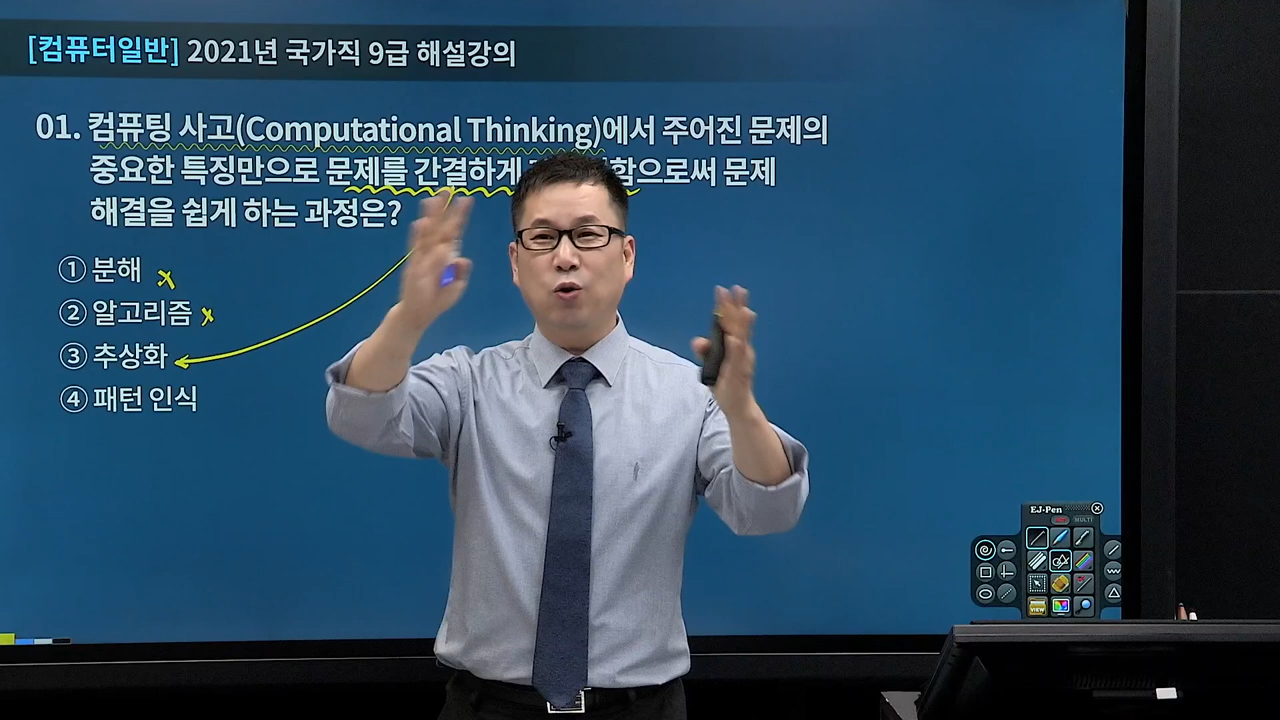 [컴퓨터일반] 2021년 국가직 9급 해설강의
01. 컴퓨팅 사고(Computational Thinking)에서 주어진 문제의
중요한 특징만으로 문제를 간결하게 함으로써 문제
해결을 쉽게 하는 과정은?
① 분해
② 알고리즘
③ 추상화
④ 패턴 인식
EJ-Pen
MULTI
VIEW